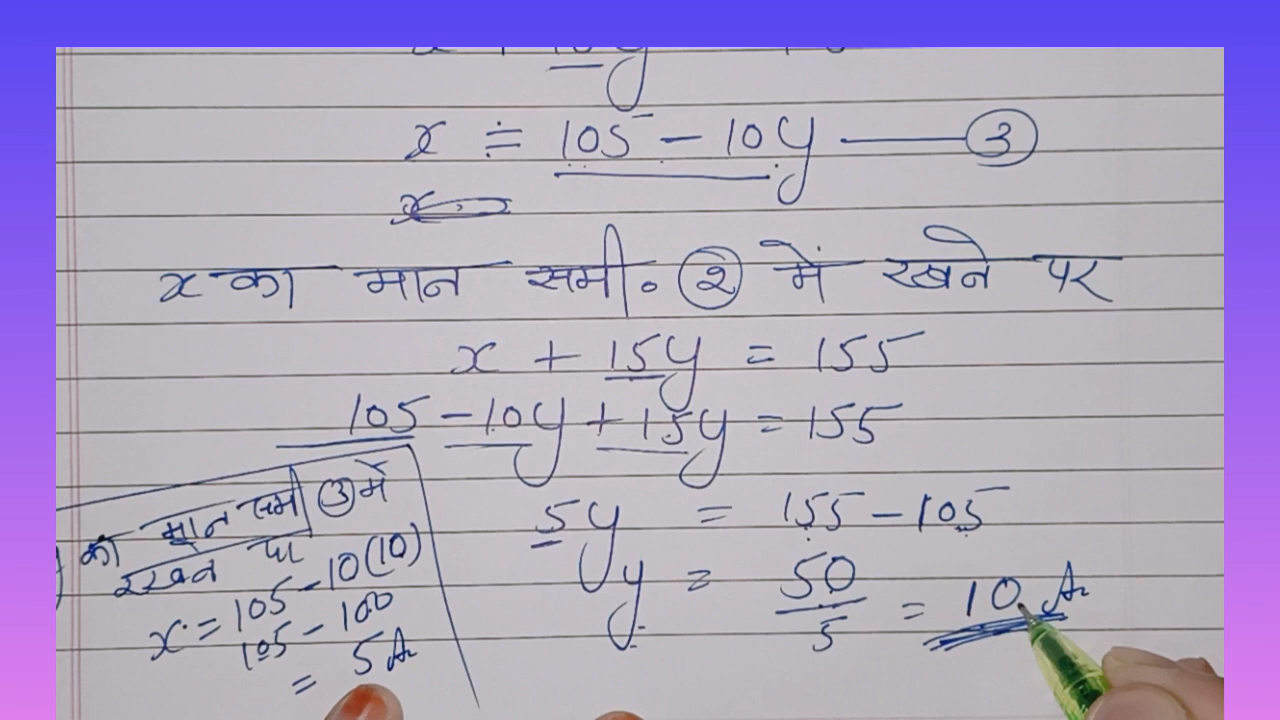 x = 105 - 10y — ③
x का मान समी. ② में रखने पर
x + 15y = 155
105 - 10y + 15y = 155
5y = 155 - 105
y = 50/5 = 10 A
का मान समी ③ में
रखने पर
x = 105 - 10(10)
105 - 100
= 5 A